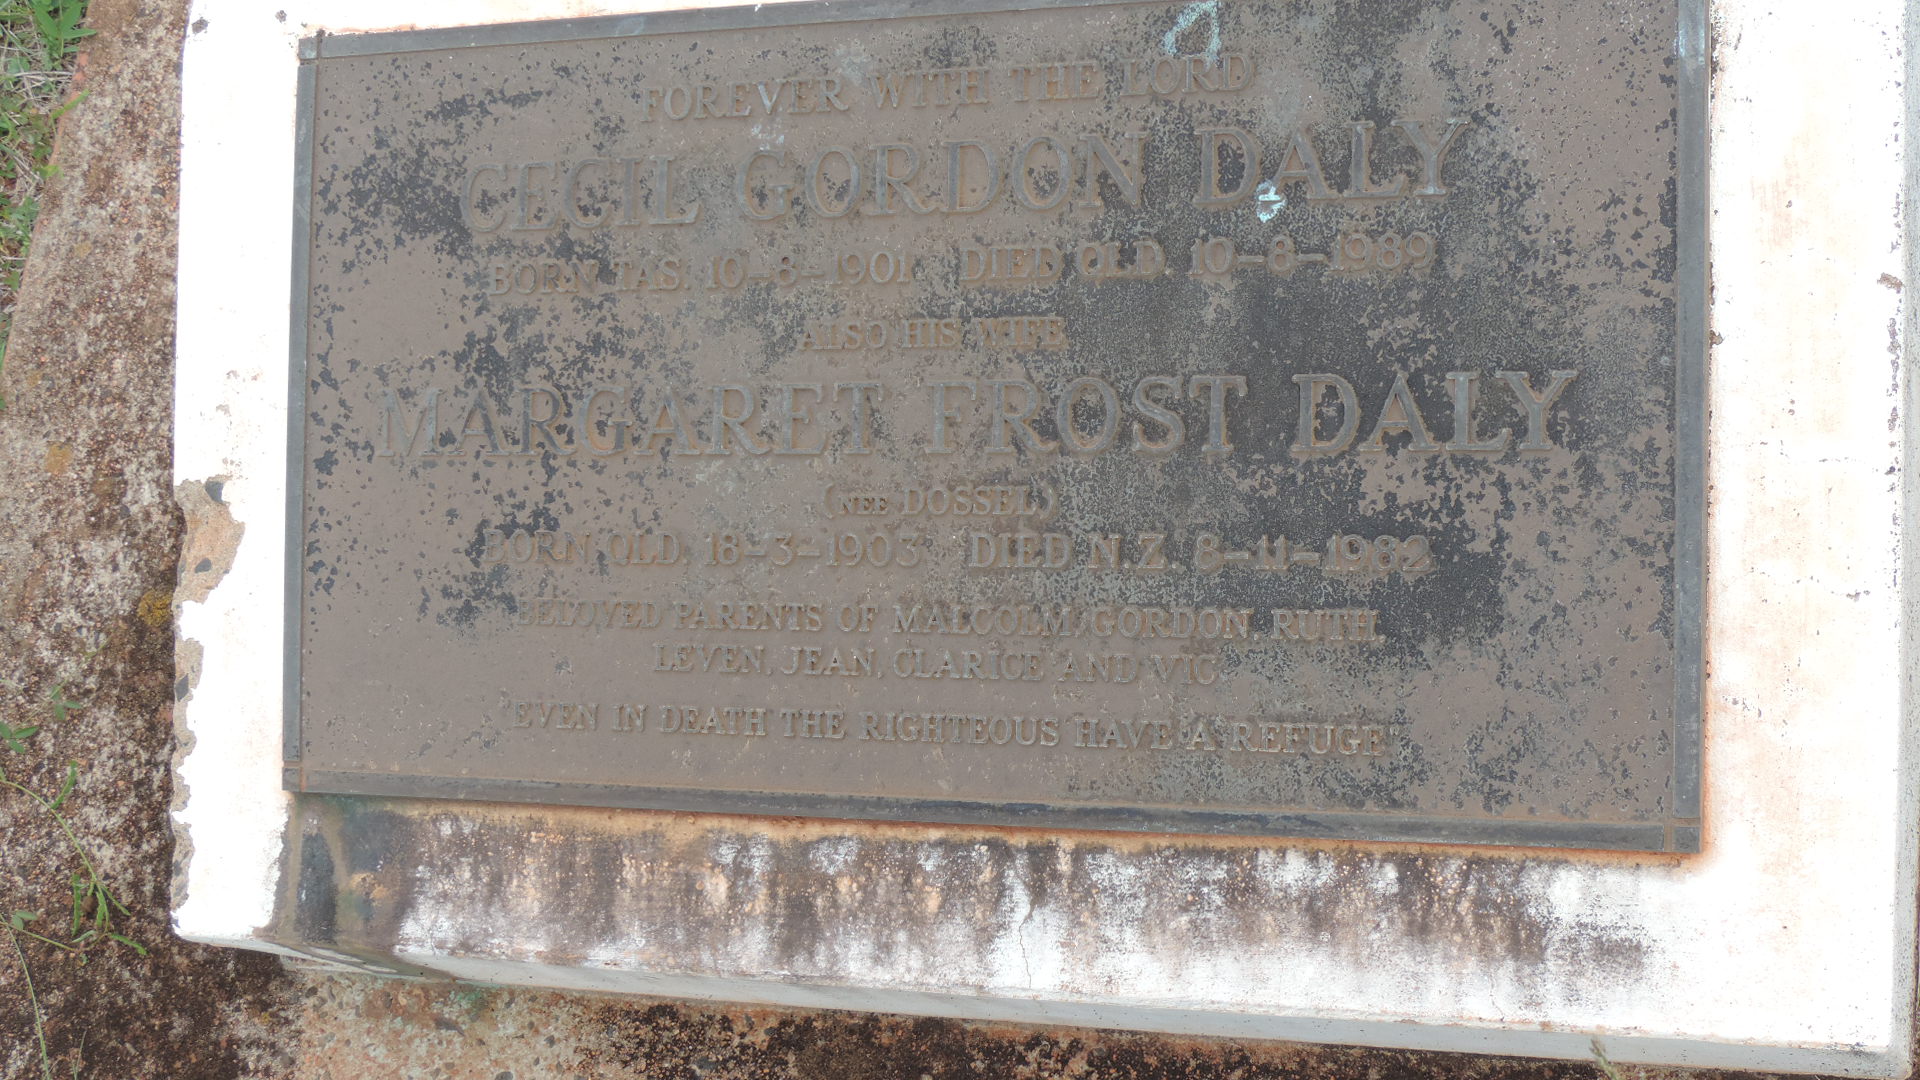 FOREVER WITH THE LORD
CECIL GORDON DALY
BORN TAS. 10-8-1901 DIED QLD. 10-8-1989
ALSO HIS WIFE
MARGARET FROST DALY
(NEE DOSSEL)
BORN QLD. 18-3-1903 DIED N.Z. 8-11-1982
BELOVED PARENTS OF MALCOLM, GORDON, RUTH,
LEVEN, JEAN, CLARICE AND VIC
"EVEN IN DEATH THE RIGHTEOUS HAVE A REFUGE"